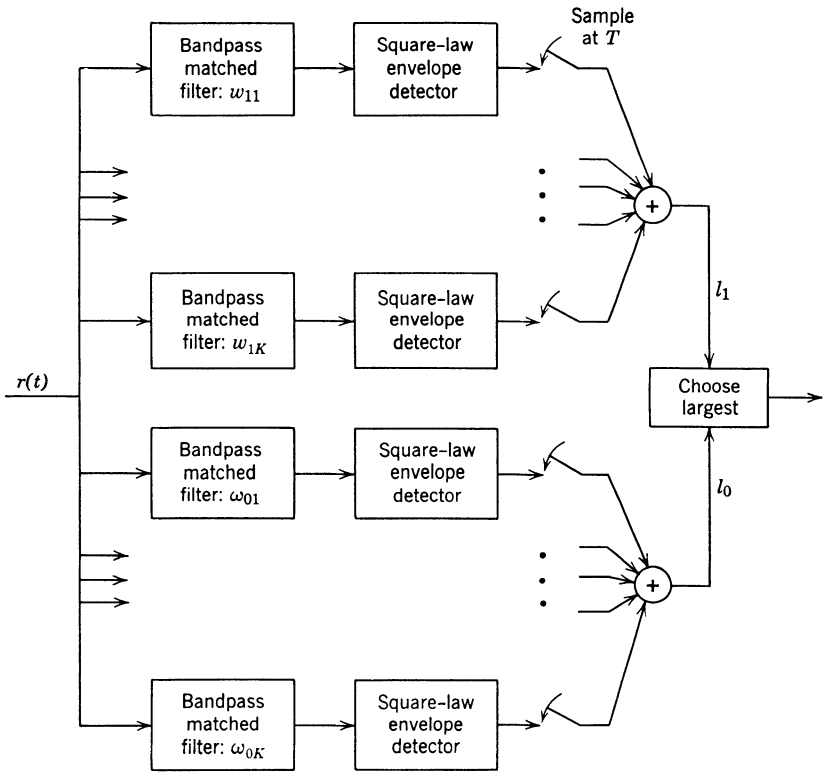 Sample
at T
Bandpass
matched
filter: w₁₁
Square-law
envelope
detector
+
l₁
Bandpass
matched
filter: w₁K
Square-law
envelope
detector
r(t)
Choose
largest
Bandpass
matched
filter: ω₀₁
Square-law
envelope
detector
l₀
+
Bandpass
matched
filter: ω₀K
Square-law
envelope
detector